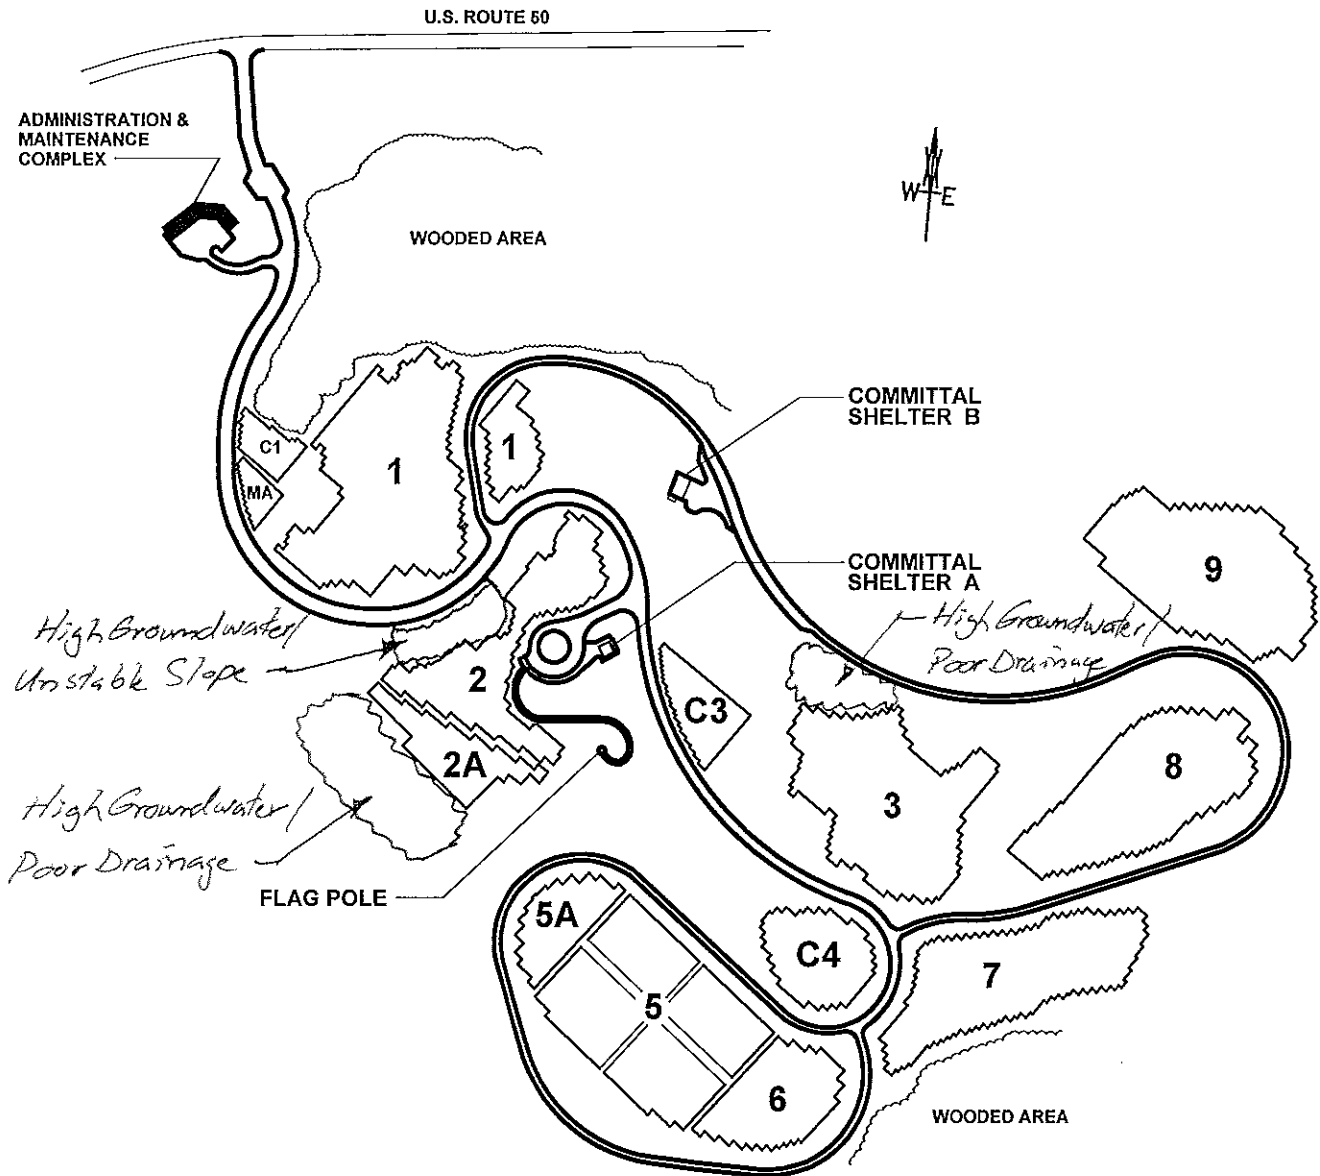 U.S. ROUTE 50
ADMINISTRATION &
MAINTENANCE
COMPLEX
WOODED AREA
N
W E
COMMITTAL
SHELTER B
C1
1
1
MA
COMMITTAL
SHELTER A
9
High Groundwater/
Unstable Slope
High Groundwater/
Poor Drainage
2
C3
2A
8
3
High Groundwater/
Poor Drainage
FLAG POLE
5A
C4
7
5
6
WOODED AREA